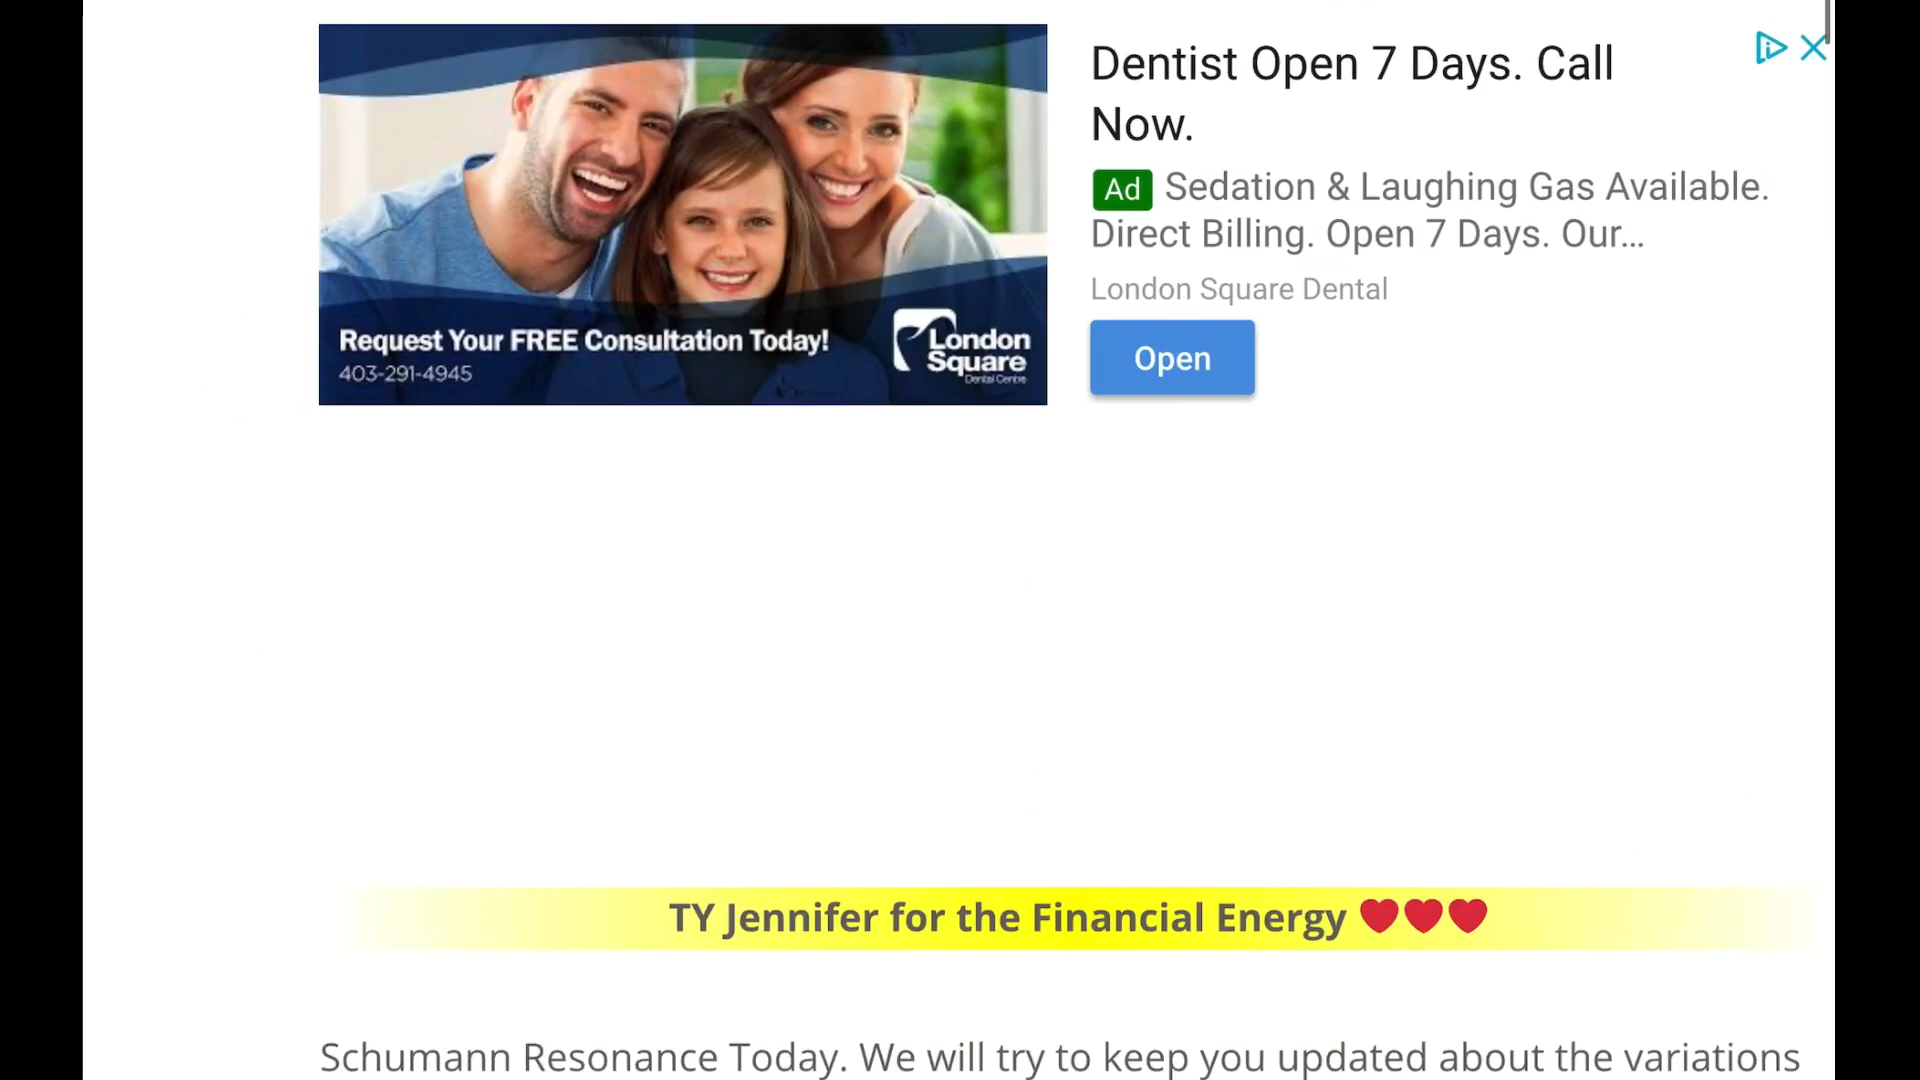 Dentist Open 7 Days. Call
Now.
Ad Sedation & Laughing Gas Available.
Direct Billing. Open 7 Days. Our...
London Square Dental
Open
Request Your FREE Consultation Today!
403-291-4945
London
Square
Dental Centre
TY Jennifer for the Financial Energy ❤️❤️❤️
Schumann Resonance Today. We will try to keep you updated about the variations